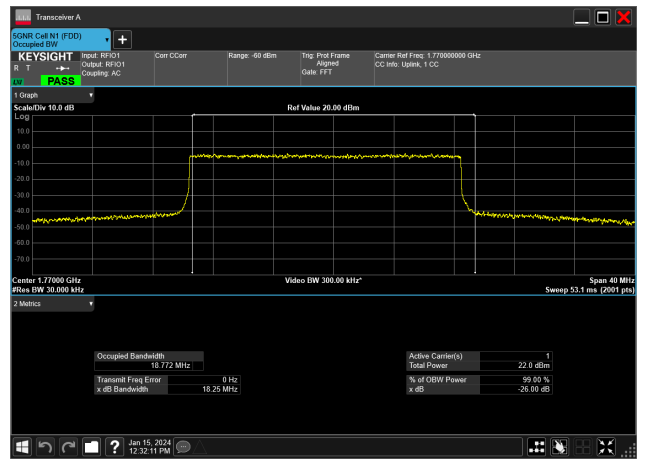 Transceiver A
5GNR Cell N1 (FDD)
Occupied BW
KEYSIGHT
R T
LXI
PASS
Input: RFIO1
Output: RFIO1
Coupling: AC
Corr CCorr
Range: -60 dBm
Trig: Prot Frame
Aligned
Gate: FFT
Carrier Ref Freq: 1.770000000 GHz
CC Info: Uplink, 1 CC
1 Graph
Scale/Div 10.0 dB
Ref Value 20.00 dBm
Log
10.0
0.00
-10.0
-20.0
-30.0
-40.0
-50.0
-60.0
-70.0
Center 1.77000 GHz
Video BW 300.00 kHz*
Span 40 MHz
#Res BW 30.000 kHz
Sweep 53.1 ms (2001 pts)
2 Metrics
Occupied Bandwidth
18.772 MHz
Transmit Freq Error 0 Hz
x dB Bandwidth 18.25 MHz
Active Carrier(s) 1
Total Power 22.0 dBm
% of OBW Power 99.00 %
x dB -26.00 dB
Jan 15, 2024
12:32:11 PM